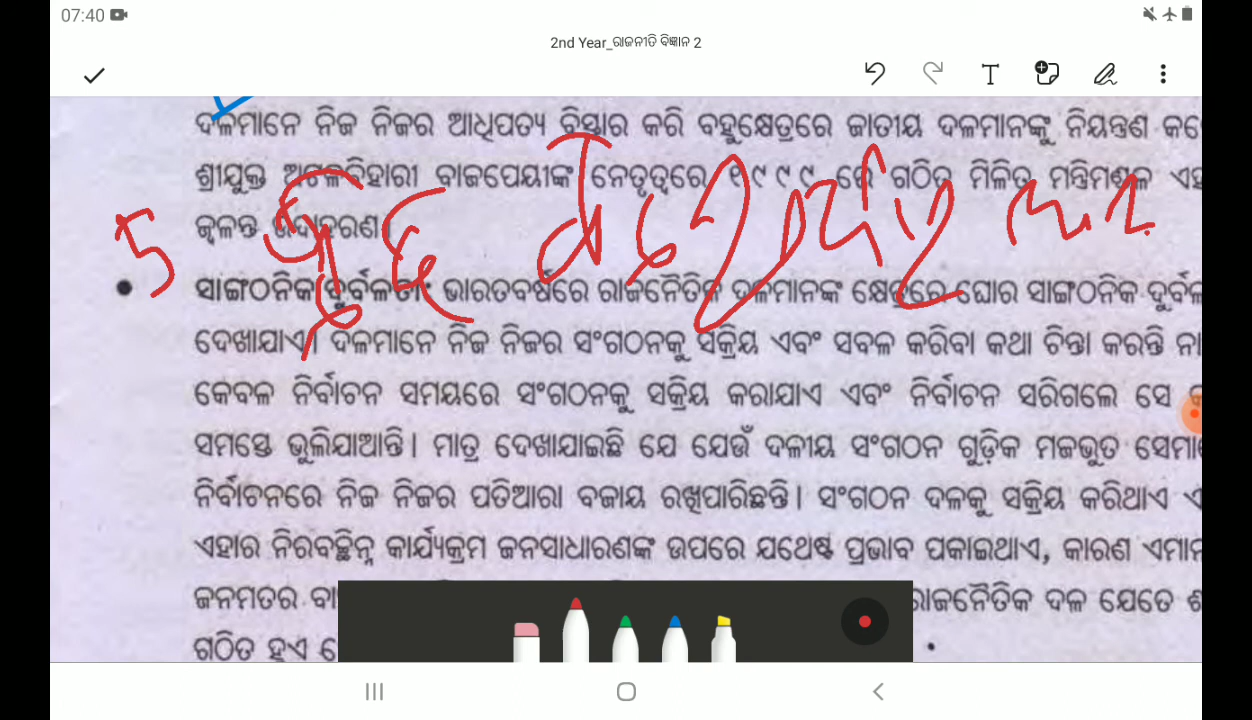 07:40
2nd Year_ରାଜନୀତି ବିଜ୍ଞାନ 2
ଦଳମାନେ ନିଜ ନିଜର ଆଧିପତ୍ୟ ବିସ୍ତାର କରି ବହୁକ୍ଷେତ୍ରରେ ଜାତୀୟ ଦଳମାନଙ୍କୁ ନିୟନ୍ତ୍ରଣ
ଶ୍ରୀଯୁକ୍ତ ଅଟଳବିହାରୀ ବାଜପେୟୀଙ୍କ ନେତୃତ୍ୱରେ ୧୯୯୯ ରେ ଗଠିତ ମିଳିତ ମନ୍ତ୍ରିମଣ୍ଡଳ
ଜ୍ୱଳନ୍ତ ଉଦାହରଣ।
• ସାଙ୍ଗଠନିକ ଦୁର୍ବଳତା: ଭାରତବର୍ଷରେ ରାଜନୈତିକ ଦଳମାନଙ୍କ କ୍ଷେତ୍ରରେ ଘୋର ସାଙ୍ଗଠନିକ
ଦେଖାଯାଏ। ଦଳମାନେ ନିଜ ନିଜର ସଂଗଠନକୁ ସକ୍ରିୟ ଏବଂ ସବଳ କରିବା କଥା ଚିନ୍ତା କରନ୍ତି
କେବଳ ନିର୍ବାଚନ ସମୟରେ ସଂଗଠନକୁ ସକ୍ରିୟ କରାଯାଏ ଏବଂ ନିର୍ବାଚନ ସରିଗଲେ ସେ
ସମସ୍ତେ ଭୁଲିଯାଆନ୍ତି। ମାତ୍ର ଦେଖାଯାଇଛି ଯେ ଯେଉଁ ଦଳୀୟ ସଂଗଠନ ଗୁଡ଼ିକ ମଜଭୁତ
ନିର୍ବାଚନରେ ନିଜ ନିଜର ପତିଆରା ବଜାୟ ରଖିପାରିଛନ୍ତି। ସଂଗଠନ ଦଳକୁ ସକ୍ରିୟ କରିଥାଏ
ଏହାର ନିରବଚ୍ଛିନ୍ନ କାର୍ଯ୍ୟକ୍ରମ ଜନସାଧାରଣଙ୍କ ଉପରେ ଯଥେଷ୍ଟ ପ୍ରଭାବ ପକାଇଥାଏ, କାରଣ
ଜନମତର ରାଜନୈତିକ ଦଳ ଯେତେ
ଗଠିତ ହୁଏ